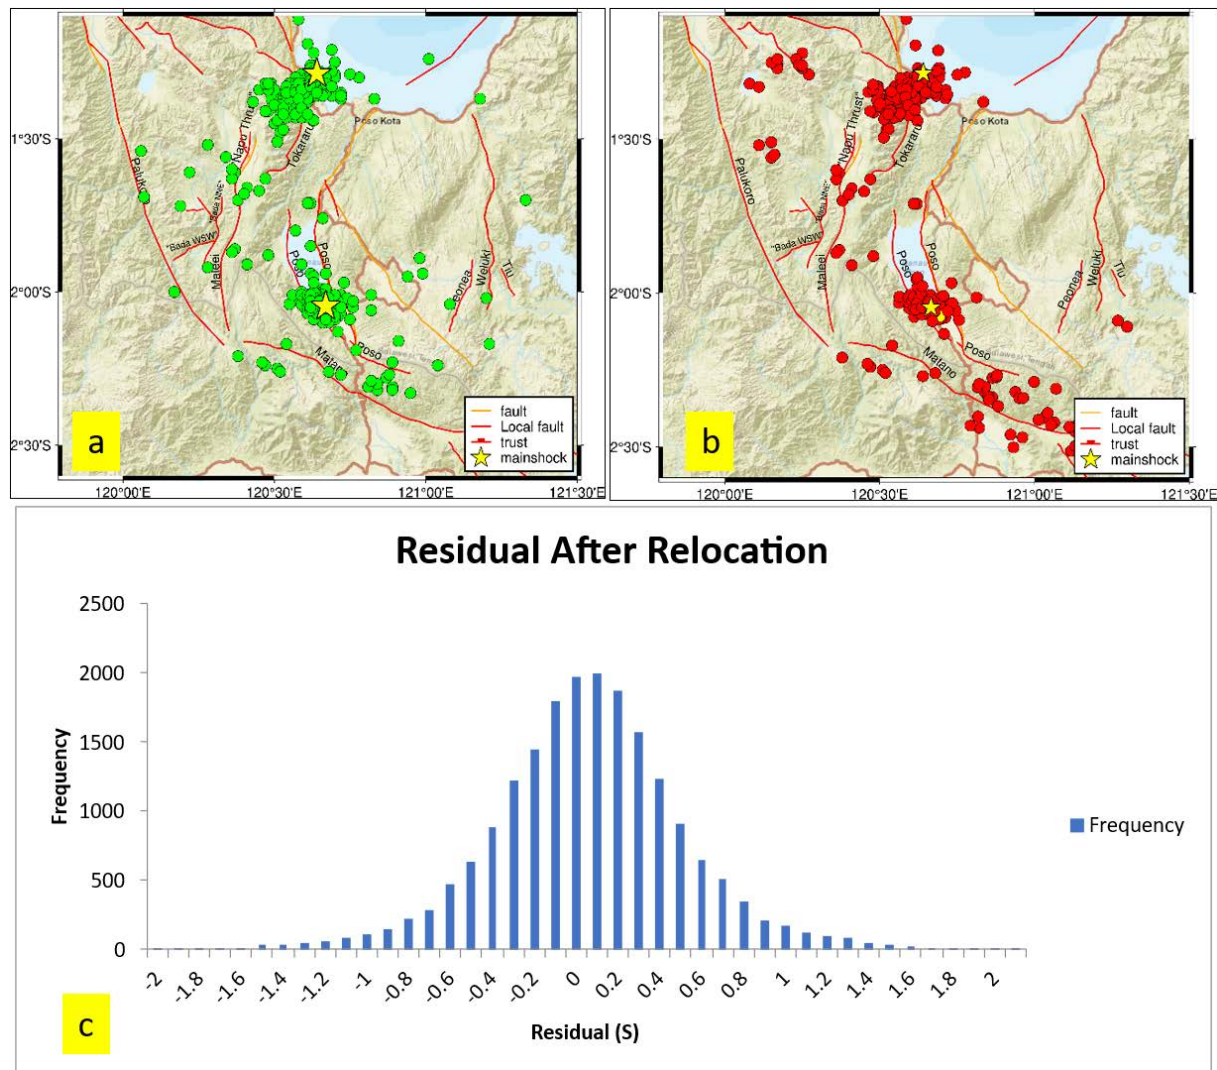 "Napu Thrust"
Poso Kota
1°30'S
Tokararu
Palukoro
"Bada NNE"
"Bada WSW"
Maleei
Poso
Poso
Peonea
Weluki
Tiu
2°00'S
Matano
Poso
a
fault
Local fault
trust
mainshock
2°30'S
120°00'E 120°30'E 121°00'E 121°30'E
"Napu Thrust"
Poso Kota
1°30'S
Tokararu
Palukoro
"Bada NNE"
"Bada WSW"
Maleei
Poso
Poso
Peonea
Weluki
Tiu
2°00'S
Matano
Poso
b
fault
Local fault
trust
mainshock
2°30'S
120°00'E 120°30'E 121°00'E 121°30'E
Residual After Relocation
2500
2000
1500
1000
500
0
Frequency
Frequency
-2 -1.8 -1.6 -1.4 -1.2 -1 -0.8 -0.6 -0.4 -0.2 0 0.2 0.4 0.6 0.8 1 1.2 1.4 1.6 1.8 2
Residual (S)
c